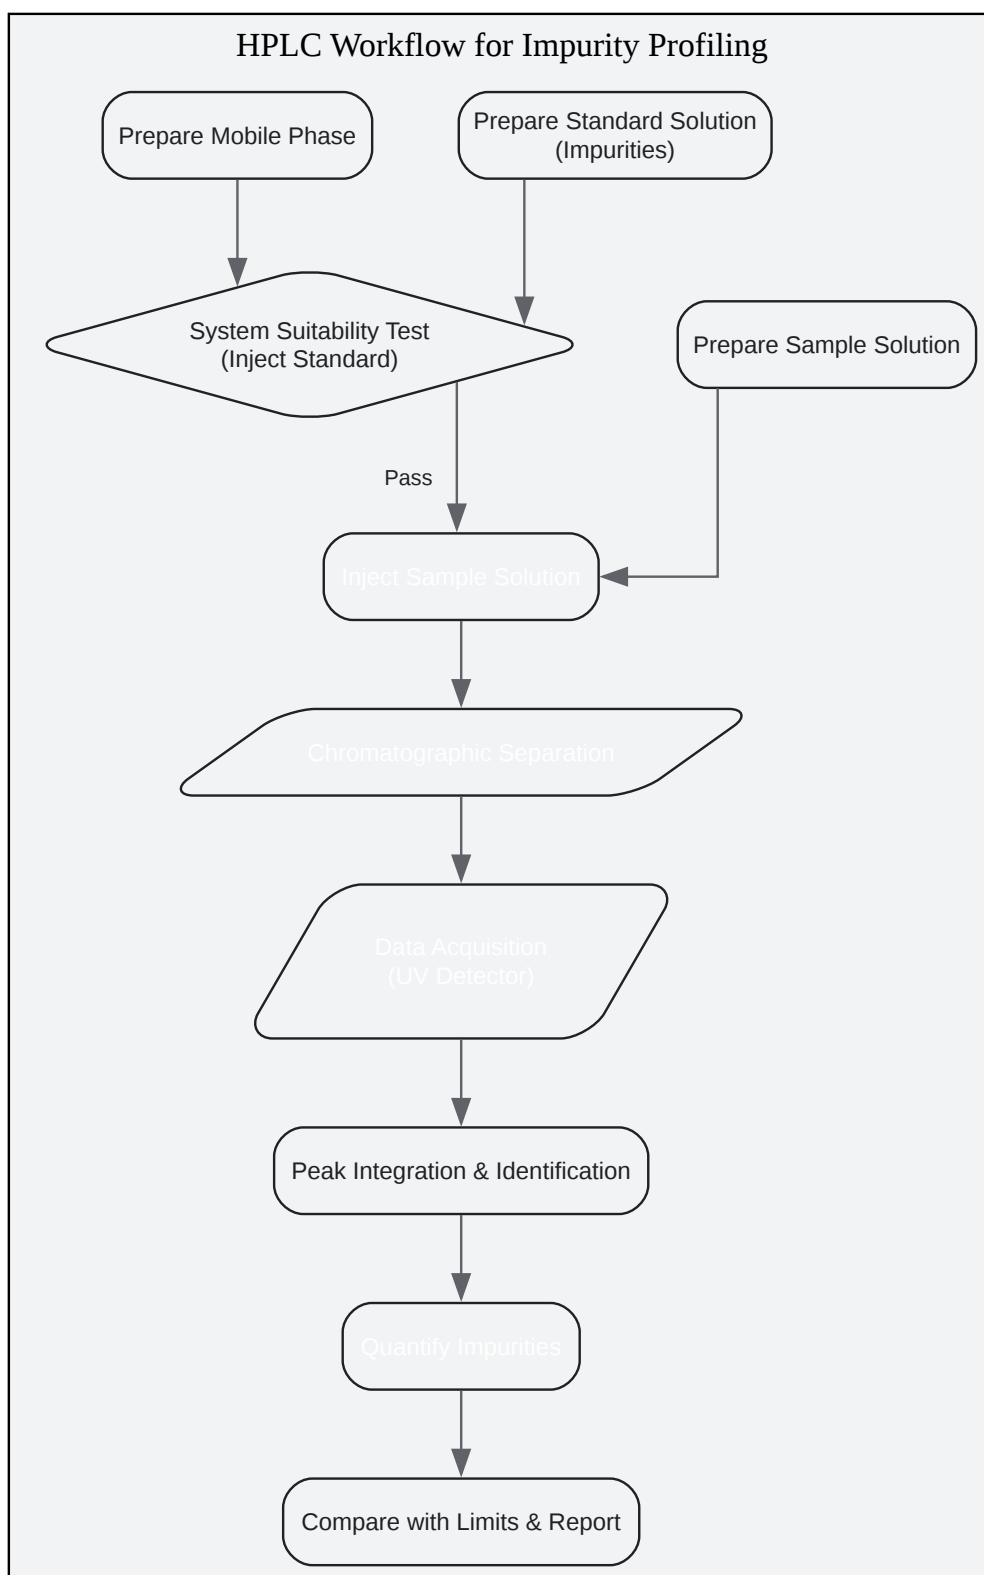 HPLC Workflow for Impurity Profiling
Prepare Mobile Phase
Prepare Standard Solution
(Impurities)
System Suitability Test
(Inject Standard)
Prepare Sample Solution
Pass
Inject Sample Solution
Chromatographic Separation
Data Acquisition
(UV Detector)
Peak Integration & Identification
Quantify Impurities
Compare with Limits & Report